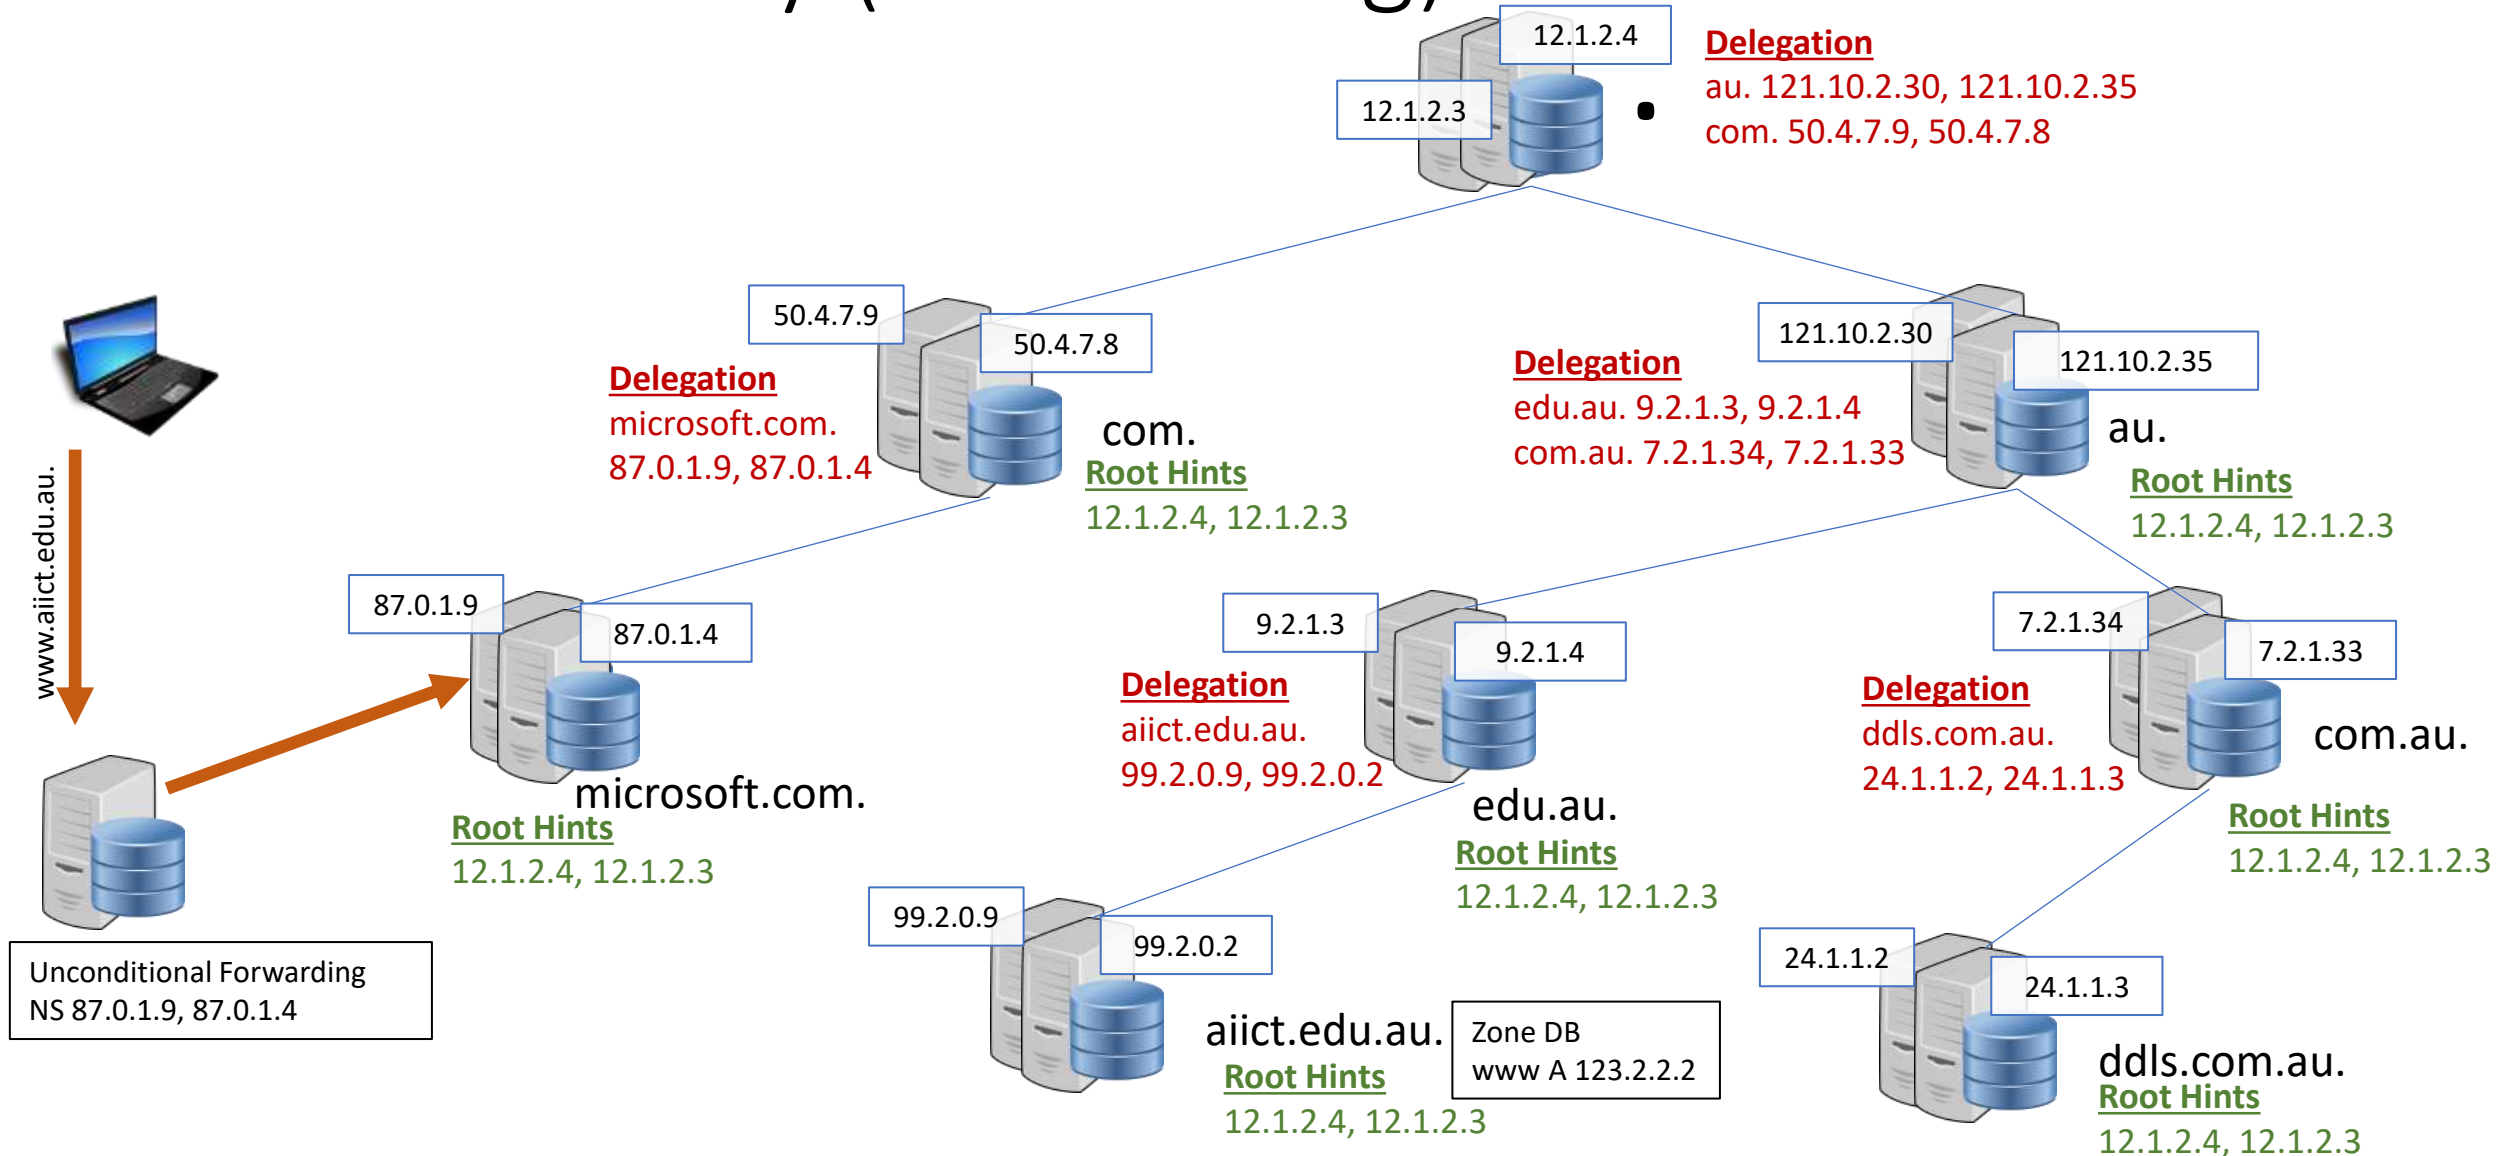 12.1.2.4
12.1.2.3
.
Delegation
au. 121.10.2.30, 121.10.2.35
com. 50.4.7.9, 50.4.7.8
50.4.7.9
50.4.7.8
Delegation
microsoft.com.
87.0.1.9, 87.0.1.4
com.
Root Hints
12.1.2.4, 12.1.2.3
121.10.2.30
121.10.2.35
Delegation
edu.au. 9.2.1.3, 9.2.1.4
com.au. 7.2.1.34, 7.2.1.33
au.
Root Hints
12.1.2.4, 12.1.2.3
www.aiict.edu.au.
87.0.1.9
87.0.1.4
microsoft.com.
Root Hints
12.1.2.4, 12.1.2.3
9.2.1.3
9.2.1.4
Delegation
aiict.edu.au.
99.2.0.9, 99.2.0.2
edu.au.
Root Hints
12.1.2.4, 12.1.2.3
7.2.1.34
7.2.1.33
Delegation
ddls.com.au.
24.1.1.2, 24.1.1.3
com.au.
Root Hints
12.1.2.4, 12.1.2.3
Unconditional Forwarding
NS 87.0.1.9, 87.0.1.4
99.2.0.9
99.2.0.2
aiict.edu.au.
Root Hints
12.1.2.4, 12.1.2.3
Zone DB
www A 123.2.2.2
24.1.1.2
24.1.1.3
ddls.com.au.
Root Hints
12.1.2.4, 12.1.2.3